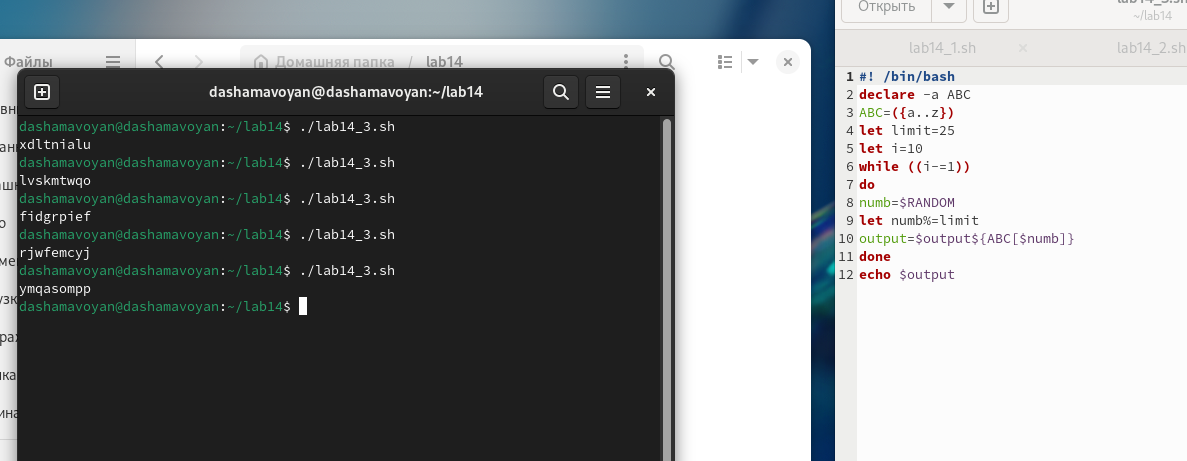 Файлы
Домашняя папка / lab14
dashamavoyan@dashamavoyan:~/lab14
dashamavoyan@dashamavoyan:~/lab14$ ./lab14_3.sh
xdltnialu
dashamavoyan@dashamavoyan:~/lab14$ ./lab14_3.sh
lvskmtwqo
dashamavoyan@dashamavoyan:~/lab14$ ./lab14_3.sh
fidgrpief
dashamavoyan@dashamavoyan:~/lab14$ ./lab14_3.sh
rjwfemcyj
dashamavoyan@dashamavoyan:~/lab14$ ./lab14_3.sh
ymqasompp
dashamavoyan@dashamavoyan:~/lab14$
Открыть
~/lab14
lab14_1.sh
lab14_2.sh
1 #! /bin/bash
2 declare -a ABC
3 ABC=({a..z})
4 let limit=25
5 let i=10
6 while ((i-=1))
7 do
8 numb=$RANDOM
9 let numb%=limit
10 output=$output${ABC[$numb]}
11 done
12 echo $output